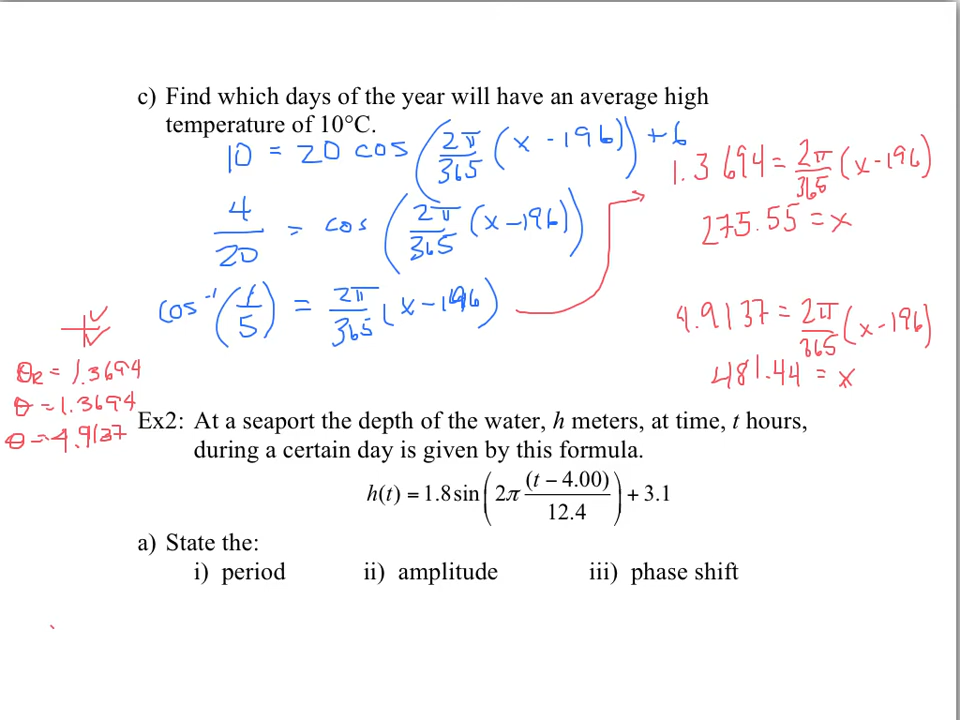 c) Find which days of the year will have an average high
temperature of 10°C.
10 = 20 cos (2π/365 (x - 196)) + 6
4/20 = cos (2π/365 (x - 196))
cos⁻¹(1/5) = 2π/365 (x - 196)
1.3694 = 2π/365 (x - 196)
275.55 = x
4.9137 = 2π/365 (x - 196)
481.44 = x
θR = 1.3694
θ = 1.3694
θ = 4.9137
Ex2: At a seaport the depth of the water, h meters, at time, t hours,
during a certain day is given by this formula.
h(t) = 1.8 sin (2π (t − 4.00)/12.4) + 3.1
a) State the:
i) period ii) amplitude iii) phase shift